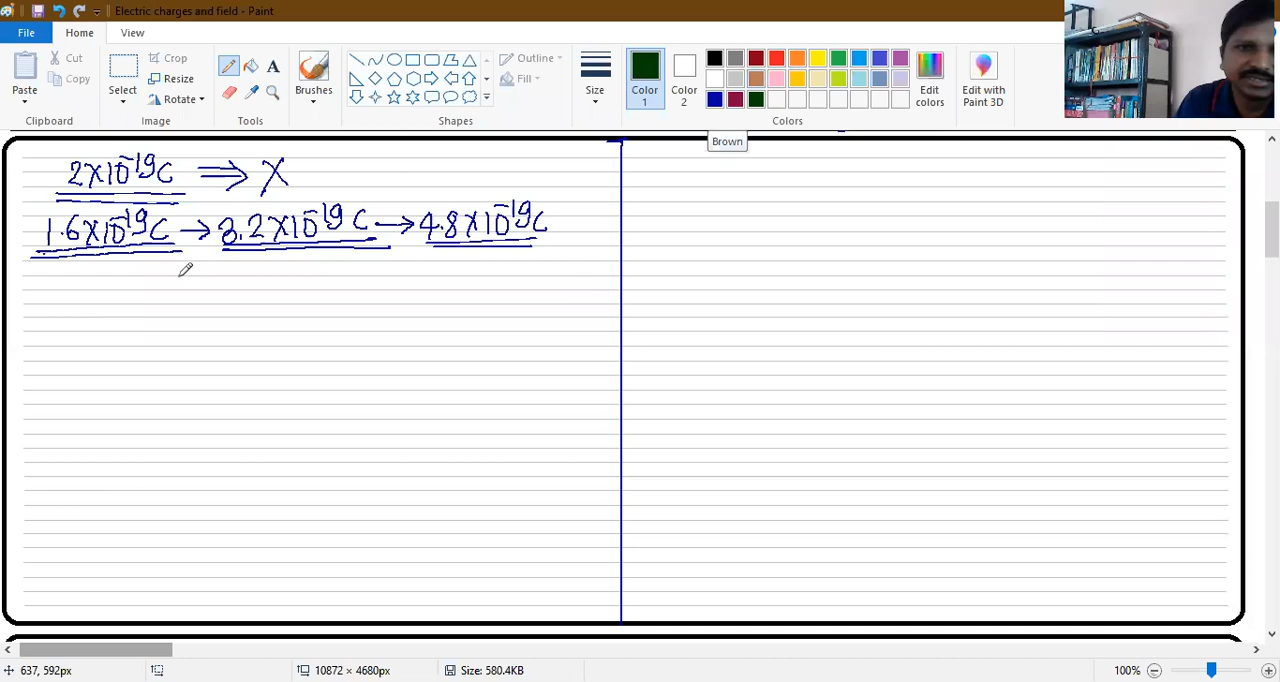 Electric charges and field - Paint
File Home View
Paste Cut Copy Select Crop Resize Rotate A Brushes Outline Fill Size Color 1 Color 2 Edit colors Edit with Paint 3D
Clipboard Image Tools Shapes Colors
Brown
2×10⁻¹⁹C ⇒ X
1.6×10⁻¹⁹C → 3.2×10⁻¹⁹C → 4.8×10⁻¹⁹C
637, 592px 10872 × 4680px Size: 580.4KB 100%